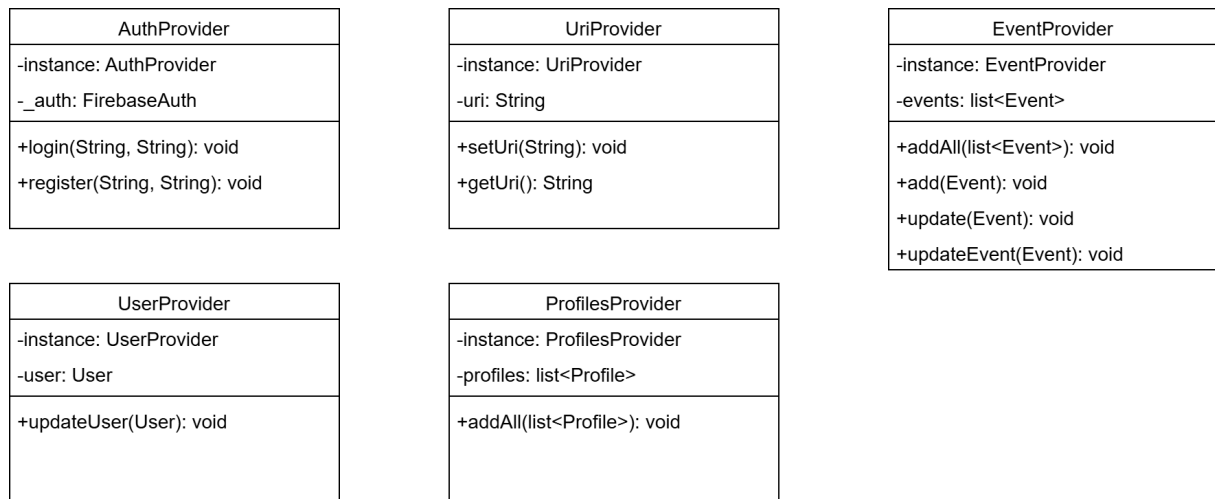 AuthProvider
-instance: AuthProvider
-_auth: FirebaseAuth
+login(String, String): void
+register(String, String): void
UriProvider
-instance: UriProvider
-uri: String
+setUri(String): void
+getUri(): String
EventProvider
-instance: EventProvider
-events: list<Event>
+addAll(list<Event>): void
+add(Event): void
+update(Event): void
+updateEvent(Event): void
UserProvider
-instance: UserProvider
-user: User
+updateUser(User): void
ProfilesProvider
-instance: ProfilesProvider
-profiles: list<Profile>
+addAll(list<Profile>): void